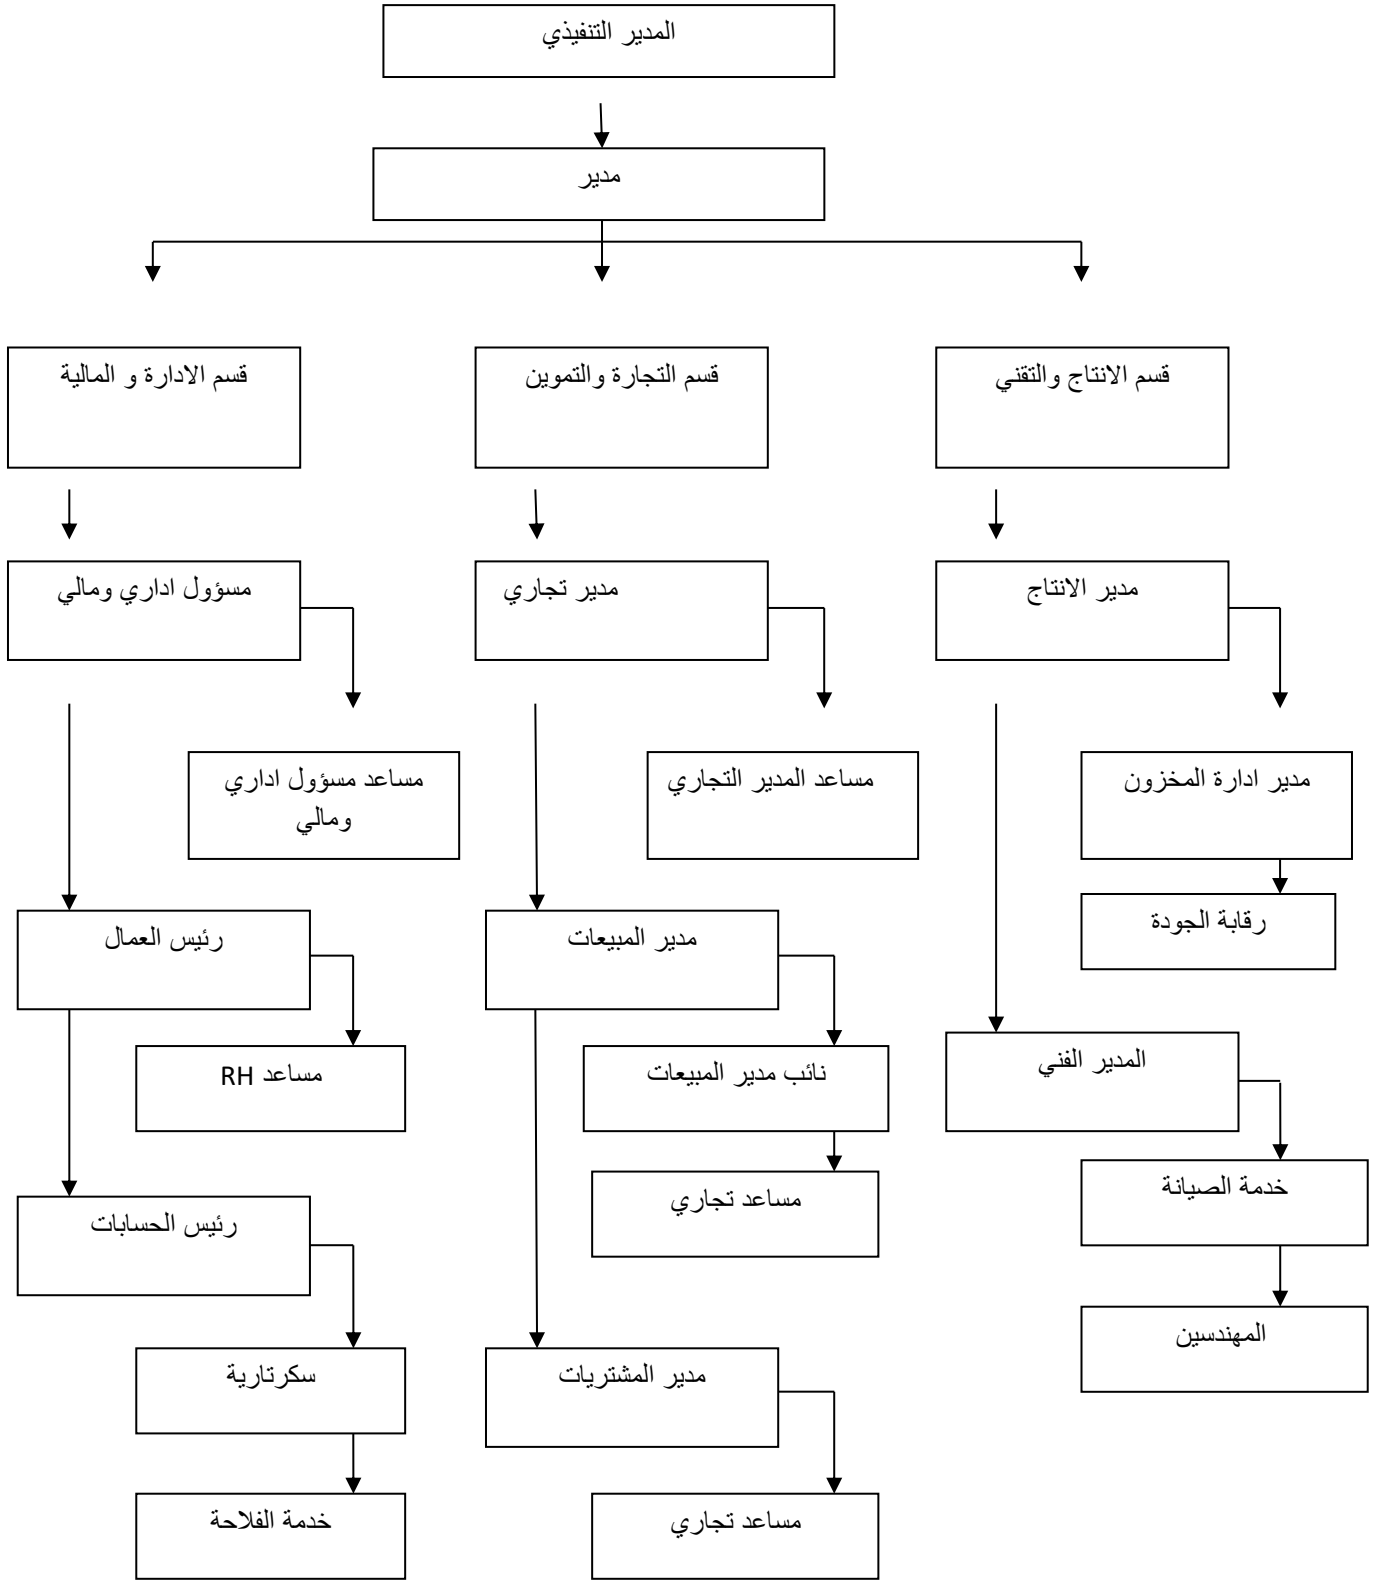 المدير التنفيذي
مدير
قسم الانتاج والتقني
قسم التجارة والتموين
قسم الادارة و المالية
مدير الانتاج
مدير تجاري
مسؤول اداري ومالي
مدير ادارة المخزون
مساعد المدير التجاري
مساعد مسؤول اداري
ومالي
رقابة الجودة
مدير المبيعات
رئيس العمال
المدير الفني
نائب مدير المبيعات
مساعد RH
خدمة الصيانة
مساعد تجاري
رئيس الحسابات
المهندسين
مدير المشتريات
سكرتارية
مساعد تجاري
خدمة الفلاحة